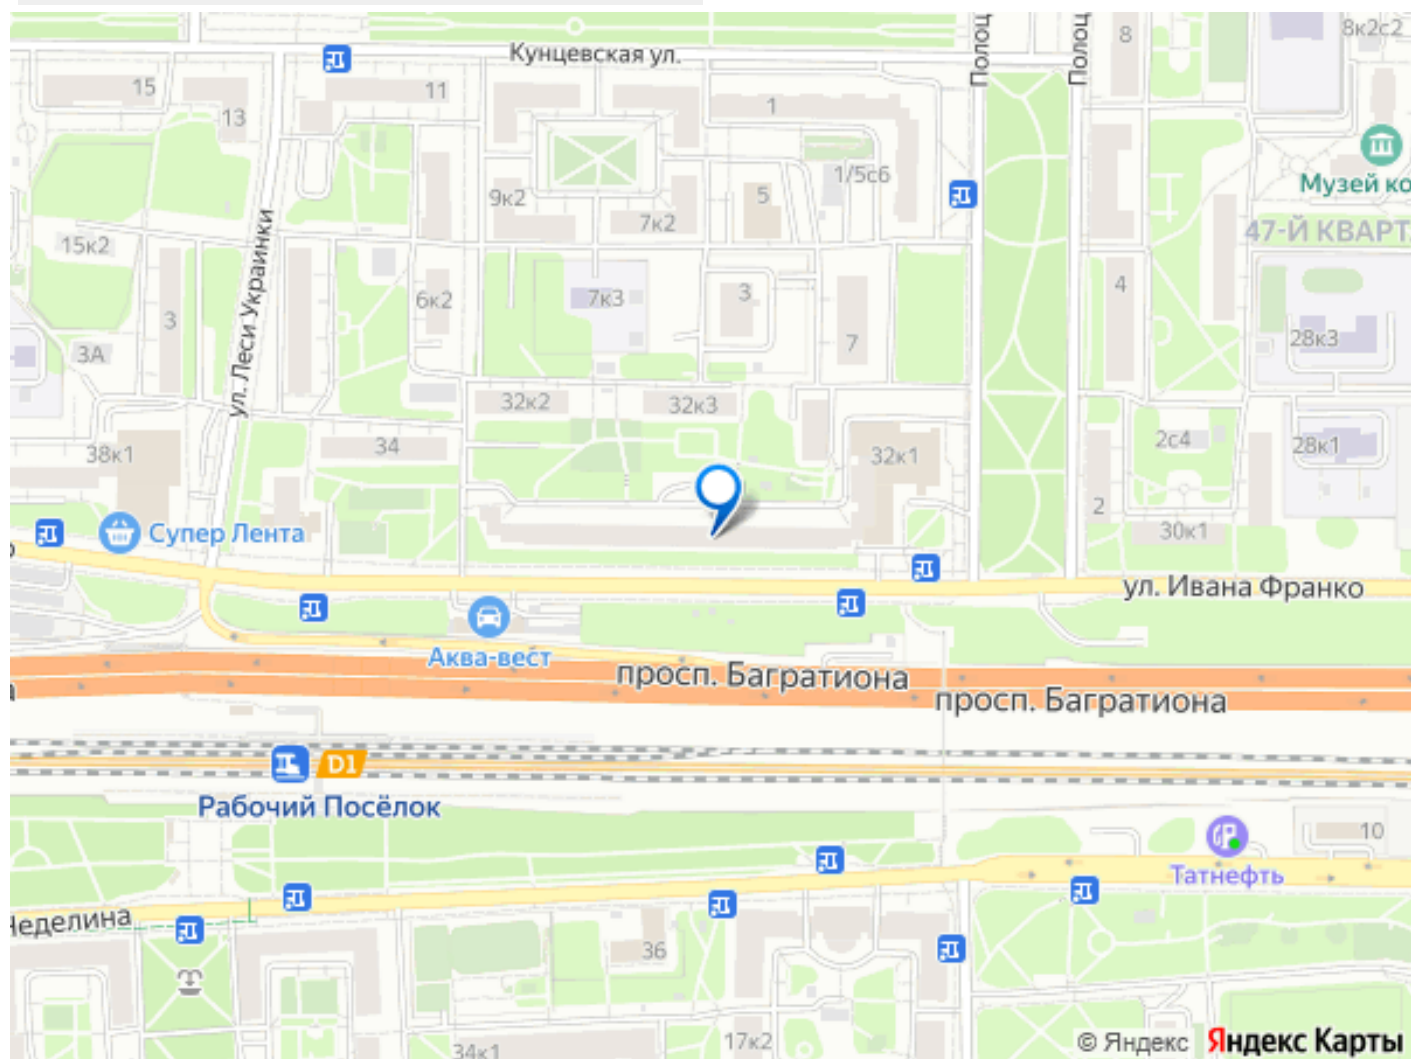 Кунцевская ул.
Полоц
Полоц
8
8к2с2
15
13
11
1
Музей ко
1/5с6
9к2
7к2
5
47-Й КВАРТ
15к2
ул. Леси Украинки
3
3А
6к2
7к3
3
7
4
28к3
32к2
32к3
38к1
34
32к1
2с4
28к1
2
30к1
Супер Лента
ул. Ивана Франко
Аква-вест
просп. Багратиона
просп. Багратиона
D1
Рабочий Посёлок
10
Татнефть
Неделина
36
34к1
17к2
© Яндекс Яндекс Карты